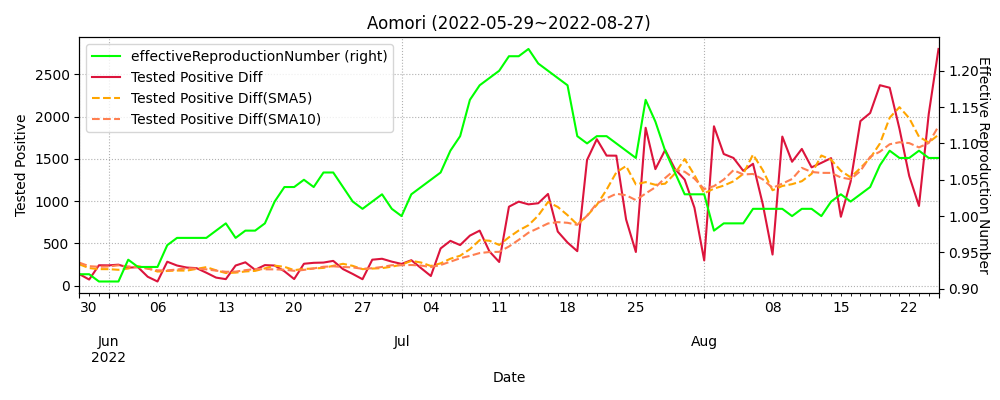 Aomori (2022-05-29~2022-08-27)
effectiveReproductionNumber (right)
Tested Positive Diff
Tested Positive Diff(SMA5)
Tested Positive Diff(SMA10)
Tested Positive
2500
2000
1500
1000
500
0
Effective Reproduction Number
1.20
1.15
1.10
1.05
1.00
0.95
0.90
30 06 13 20 27 04 11 18 25 08 15 22
Jun Jul Aug
2022
Date